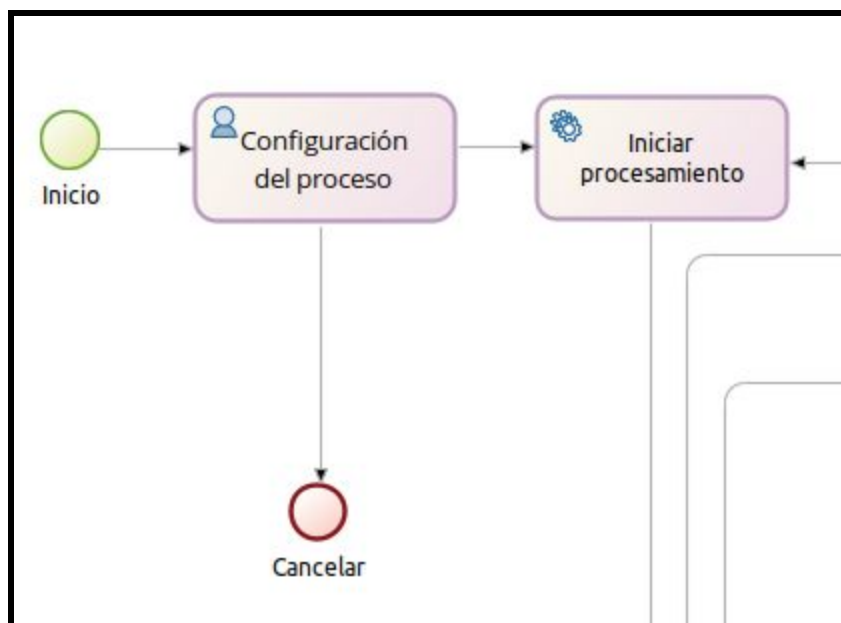 Inicio
Configuración
del proceso
Iniciar
procesamiento
Cancelar